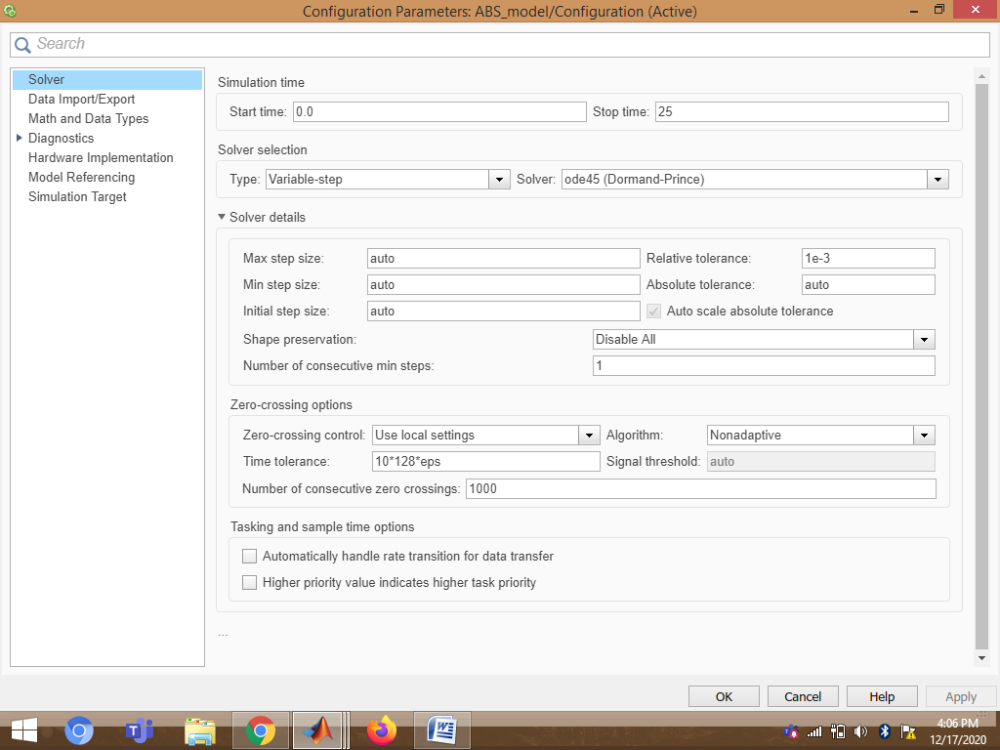 Configuration Parameters: ABS_model/Configuration (Active)
Search
Solver
Data Import/Export
Math and Data Types
Diagnostics
Hardware Implementation
Model Referencing
Simulation Target
Simulation time
Start time: 0.0 Stop time: 25
Solver selection
Type: Variable-step Solver: ode45 (Dormand-Prince)
Solver details
Max step size: auto Relative tolerance: 1e-3
Min step size: auto Absolute tolerance: auto
Initial step size: auto Auto scale absolute tolerance
Shape preservation: Disable All
Number of consecutive min steps: 1
Zero-crossing options
Zero-crossing control: Use local settings Algorithm: Nonadaptive
Time tolerance: 10*128*eps Signal threshold: auto
Number of consecutive zero crossings: 1000
Tasking and sample time options
Automatically handle rate transition for data transfer
Higher priority value indicates higher task priority
...
OK Cancel Help Apply
4:06 PM
12/17/2020